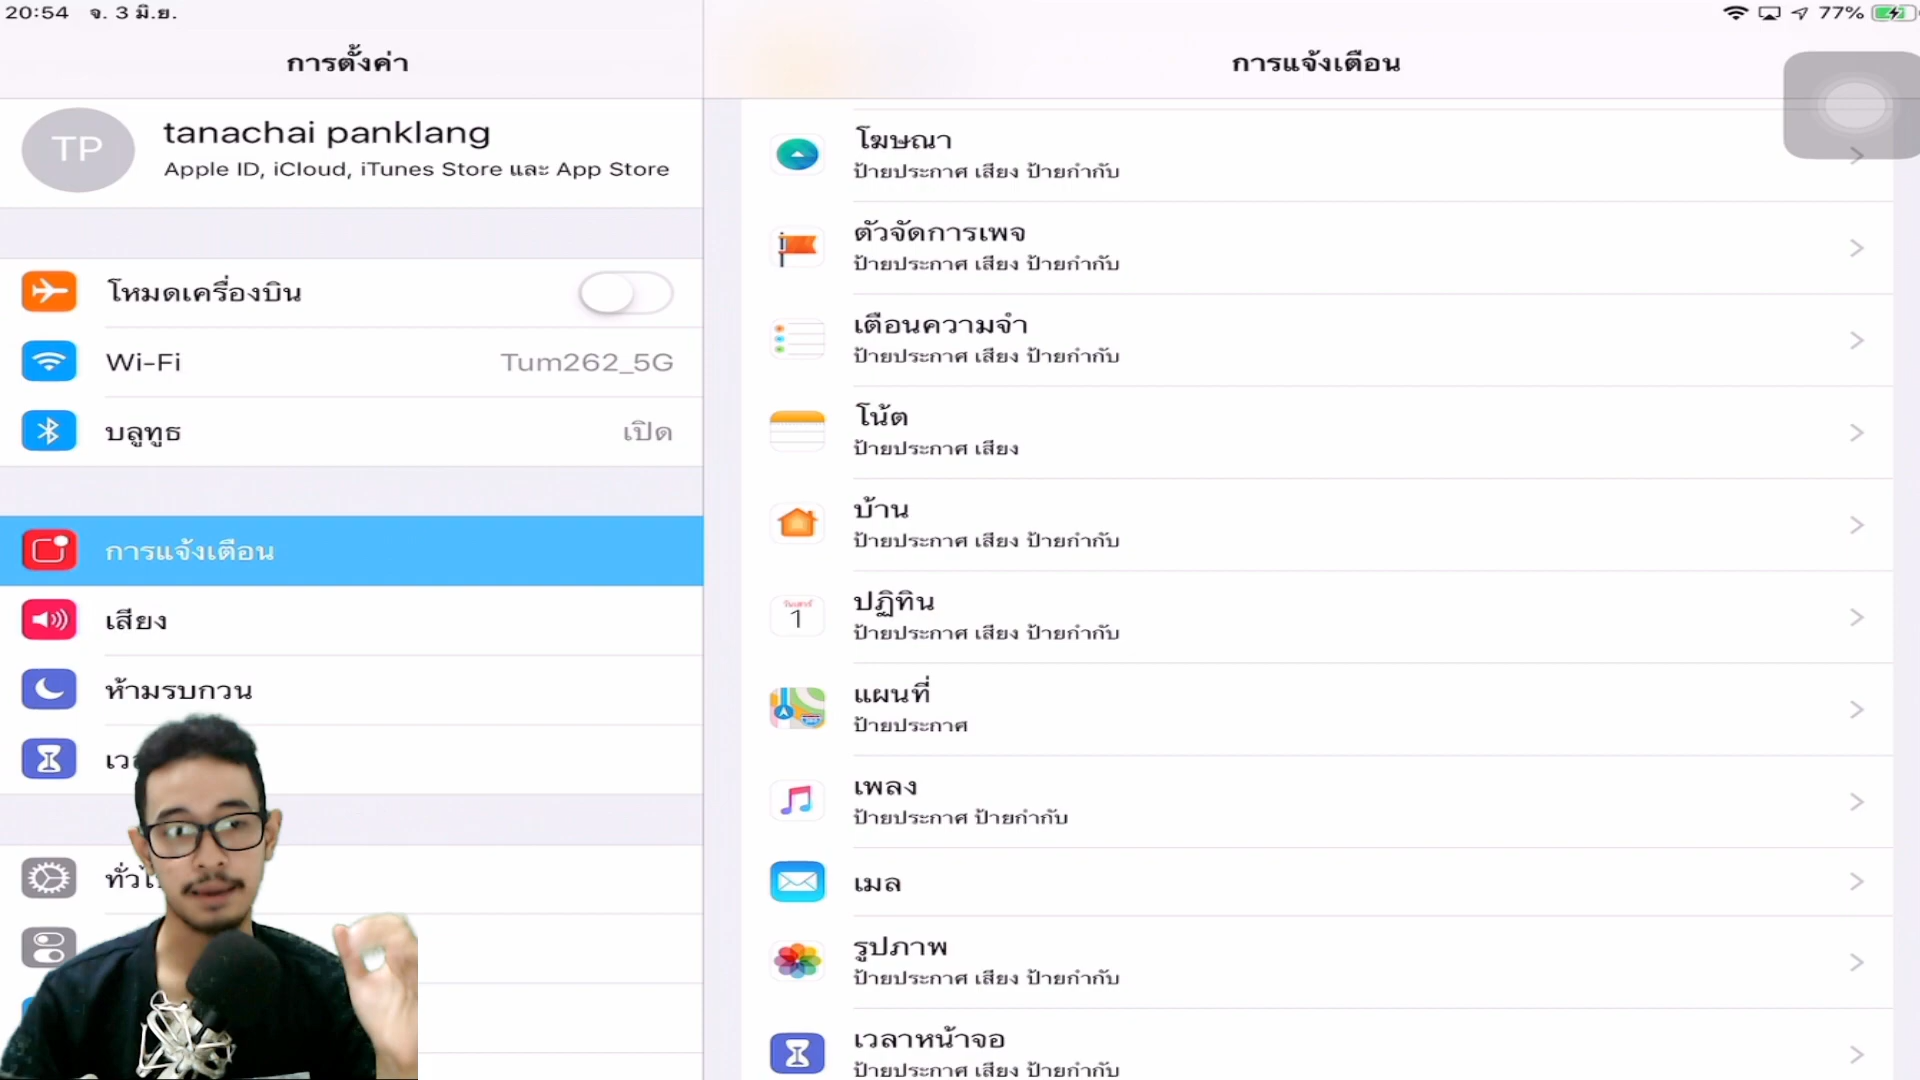 20:54 จ. 3 มิ.ย.
77%
การตั้งค่า
TP
tanachai panklang
Apple ID, iCloud, iTunes Store และ App Store
โหมดเครื่องบิน
Wi-Fi
Tum262_5G
บลูทูธ
เปิด
การแจ้งเตือน
เสียง
ห้ามรบกวน
การแจ้งเตือน
โฆษณา
ป้ายประกาศ เสียง ป้ายกำกับ
ตัวจัดการเพจ
ป้ายประกาศ เสียง ป้ายกำกับ
เตือนความจำ
ป้ายประกาศ เสียง ป้ายกำกับ
โน้ต
ป้ายประกาศ เสียง
บ้าน
ป้ายประกาศ เสียง ป้ายกำกับ
วันเสาร์
1
ปฏิทิน
ป้ายประกาศ เสียง ป้ายกำกับ
แผนที่
ป้ายประกาศ
เพลง
ป้ายประกาศ ป้ายกำกับ
เมล
รูปภาพ
ป้ายประกาศ เสียง ป้ายกำกับ
เวลาหน้าจอ
ป้ายประกาศ เสียง ป้ายกำกับ